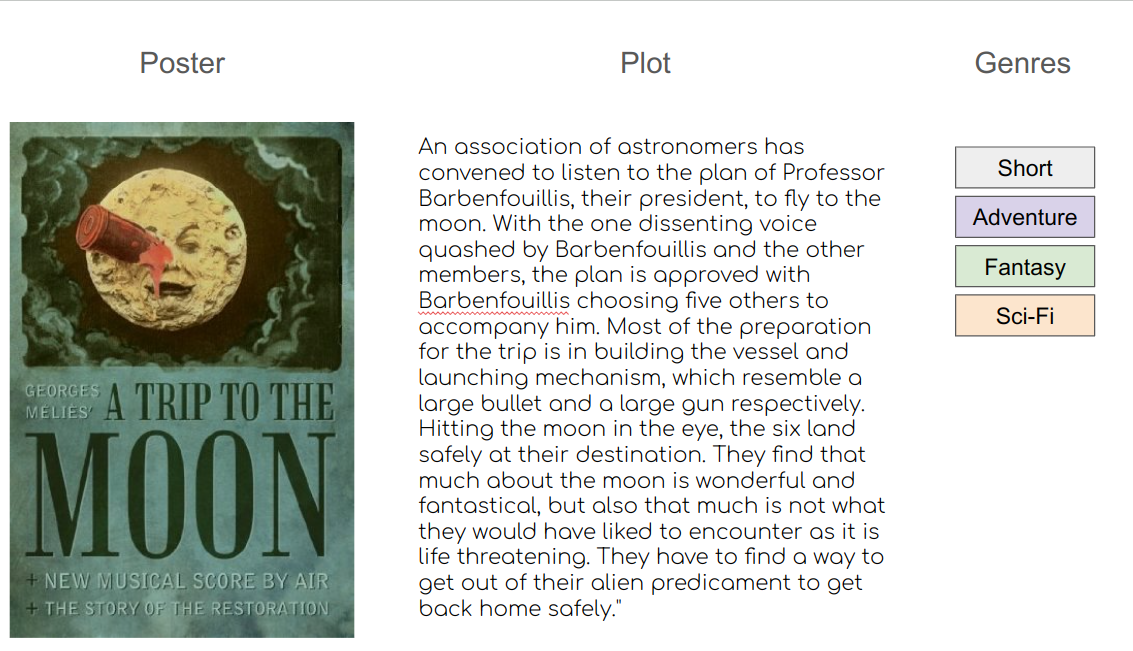 Poster
Plot
Genres
GEORGES
MELIES'
A TRIP TO THE
MOON
+ NEW MUSICAL SCORE BY AIR
+ THE STORY OF THE RESTORATION
An association of astronomers has
convened to listen to the plan of Professor
Barbenfouillis, their president, to fly to the
moon. With the one dissenting voice
quashed by Barbenfouillis and the other
members, the plan is approved with
Barbenfouillis choosing five others to
accompany him. Most of the preparation
for the trip is in building the vessel and
launching mechanism, which resemble a
large bullet and a large gun respectively.
Hitting the moon in the eye, the six land
safely at their destination. They find that
much about the moon is wonderful and
fantastical, but also that much is not what
they would have liked to encounter as it is
life threatening. They have to find a way to
get out of their alien predicament to get
back home safely."
Short
Adventure
Fantasy
Sci-Fi